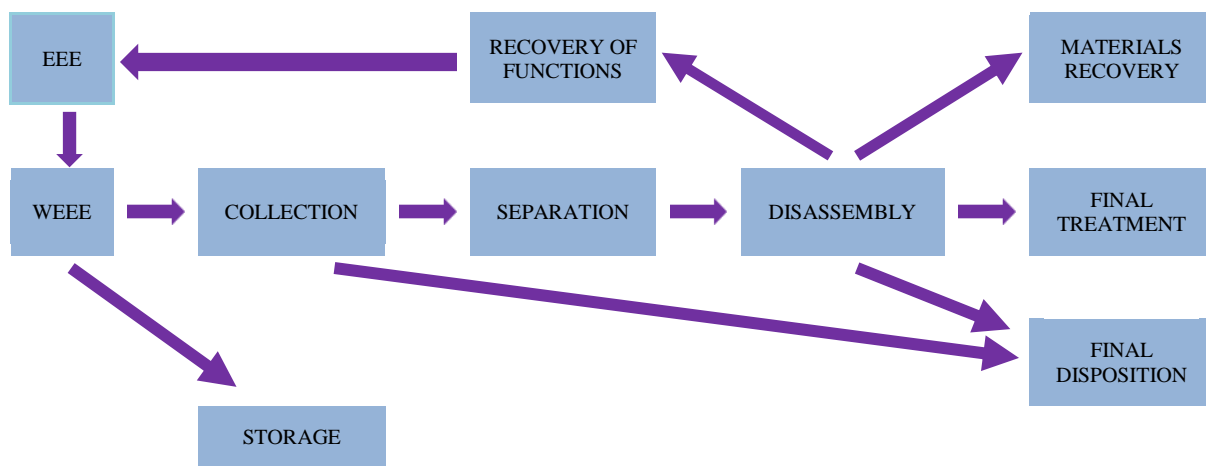 EEE
RECOVERY OF
FUNCTIONS
MATERIALS
RECOVERY
WEEE
COLLECTION
SEPARATION
DISASSEMBLY
FINAL
TREATMENT
FINAL
DISPOSITION
STORAGE